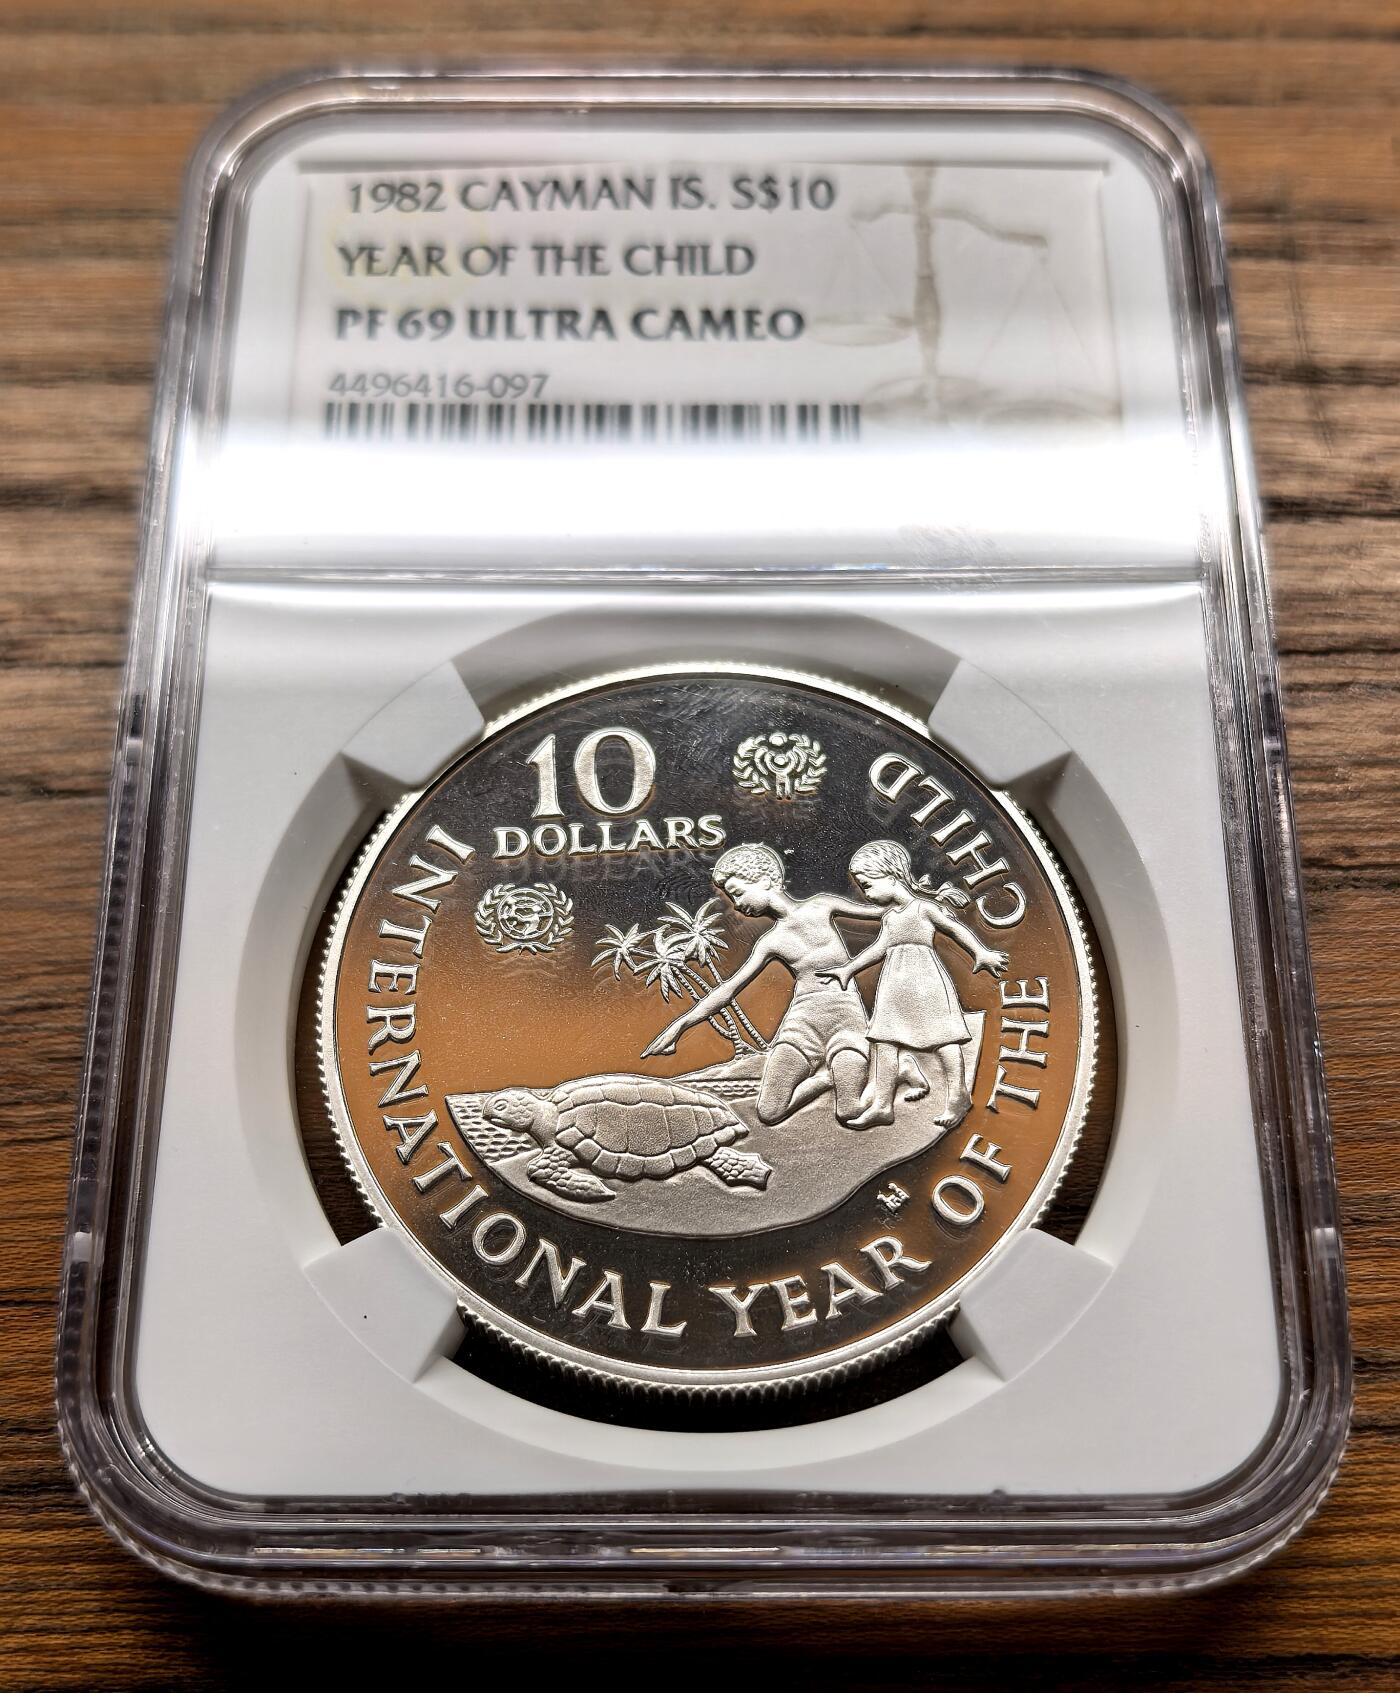 1982 CAYMAN IS. S$10
YEAR OF THE CHILD
PF 69 ULTRA CAMEO
4496416-097
10
DOLLARS
INTERNATIONAL YEAR OF THE CHILD